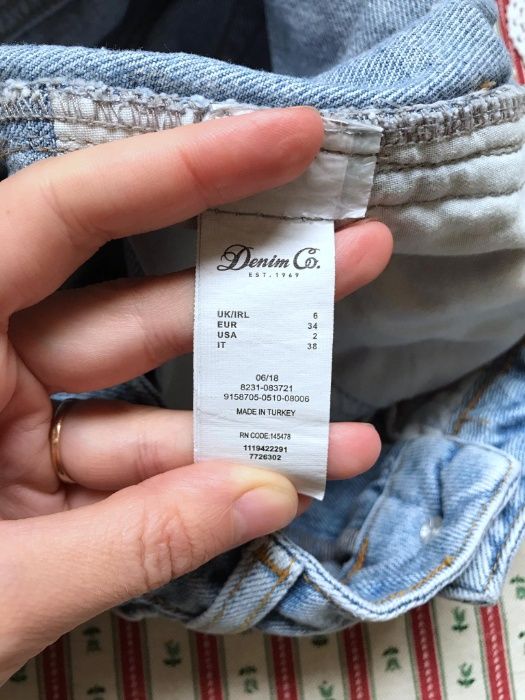 Denim Co.
EST. 1969
UK/IRL 6
EUR 34
USA 2
IT 38
06/18
8231-083721
9158705-0510-08006
MADE IN TURKEY
RN CODE:145478
1119422291
7726302